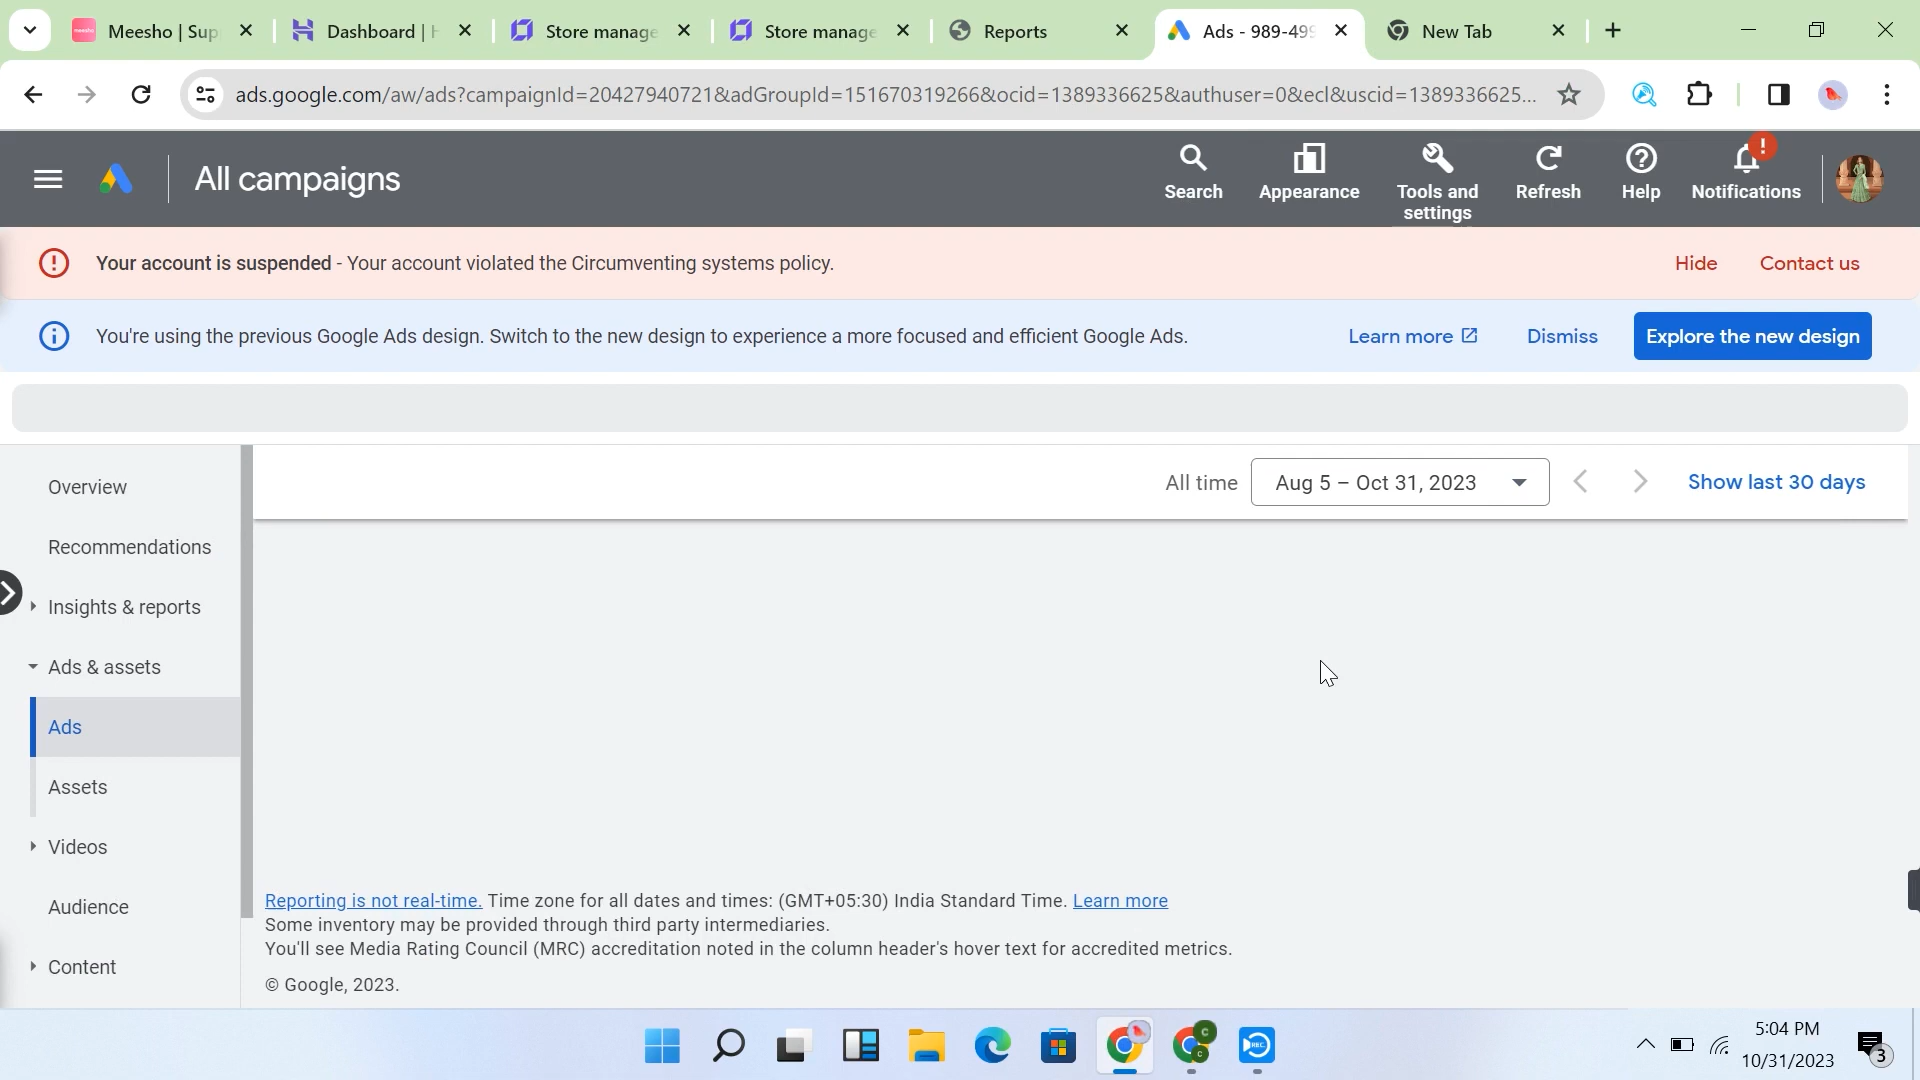 Meesho | Sup
Dashboard | H
Store manage
Store manage
Reports
Ads - 989-499
New Tab
ads.google.com/aw/ads?campaignId=20427940721&adGroupId=151670319266&ocid=1389336625&authuser=0&ecl&uscid=1389336625...
All campaigns
Search
Appearance
Tools and
settings
Refresh
Help
!
Notifications
Your account is suspended - Your account violated the Circumventing systems policy.
Hide
Contact us
You're using the previous Google Ads design. Switch to the new design to experience a more focused and efficient Google Ads.
Learn more
Dismiss
Explore the new design
All time
Aug 5 – Oct 31, 2023
Show last 30 days
Overview
Recommendations
Insights & reports
Ads & assets
Ads
Assets
Videos
Audience
Content
Reporting is not real-time. Time zone for all dates and times: (GMT+05:30) India Standard Time. Learn more
Some inventory may be provided through third party intermediaries.
You'll see Media Rating Council (MRC) accreditation noted in the column header's hover text for accredited metrics.
© Google, 2023.
C
C
REC
5:04 PM
10/31/2023
3